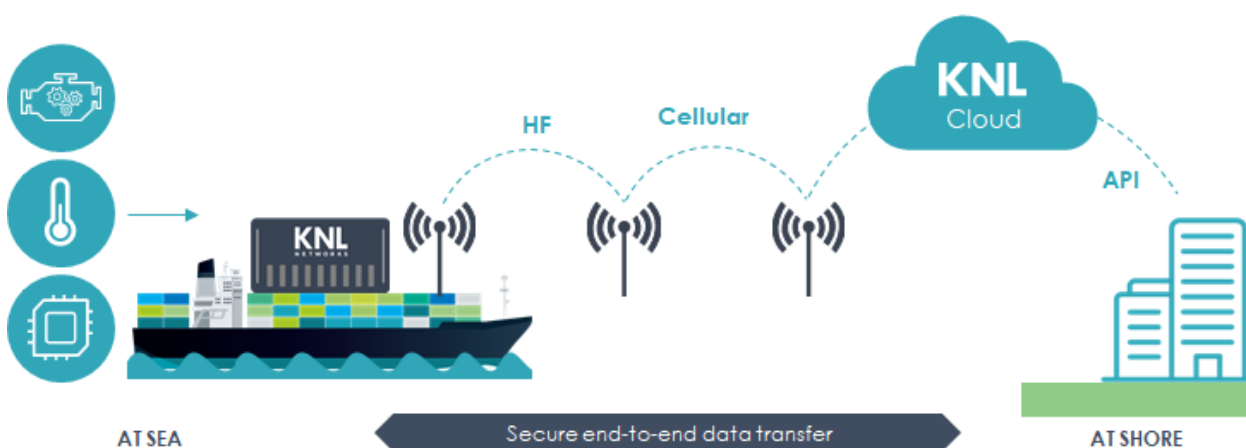 KNL
Cloud
HF
Cellular
API
KNL
NETWORKS
AT SEA
Secure end-to-end data transfer
AT SHORE